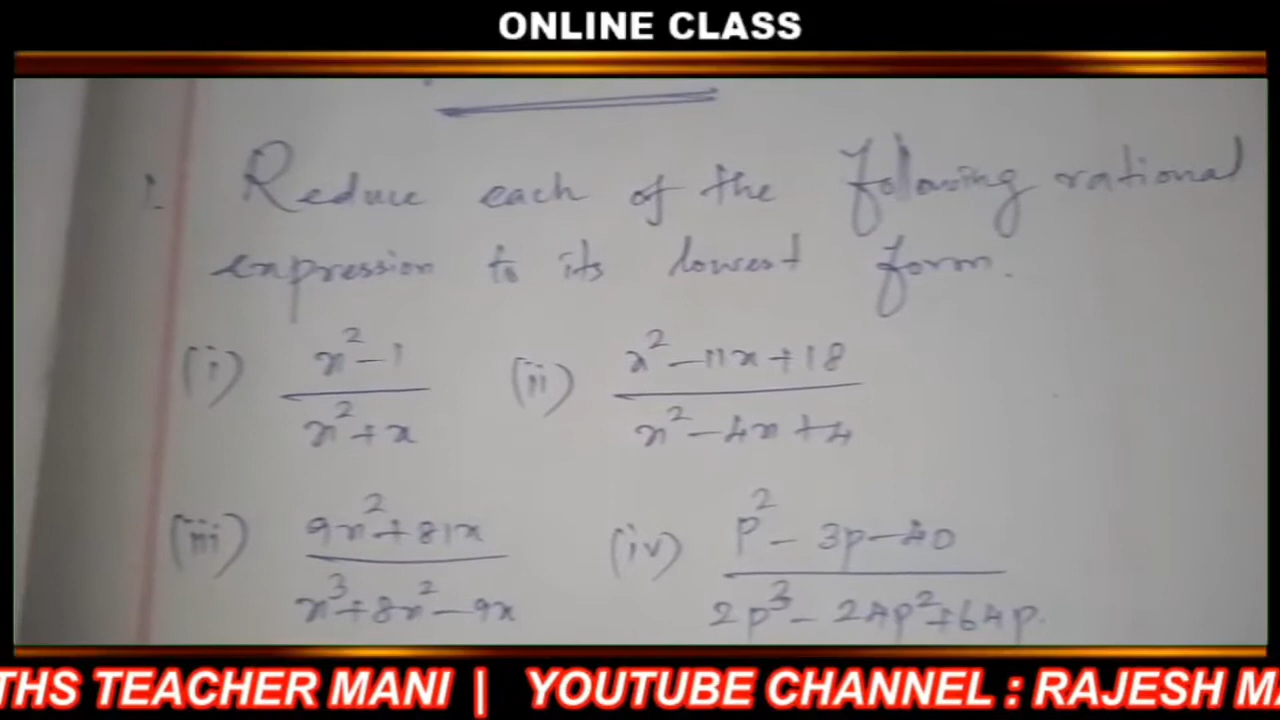 ONLINE CLASS
1. Reduce each of the folowing rational
expression to its lowest form.
(i) x²-1 / x²+x (ii) x²-11x+18 / x²-4x+4
(iii) 9x²+81x / x³+8x²-9x (iv) p²-3p-40 / 2p³-24p²+64p.
THS TEACHER MANI | YOUTUBE CHANNEL : RAJESH MA